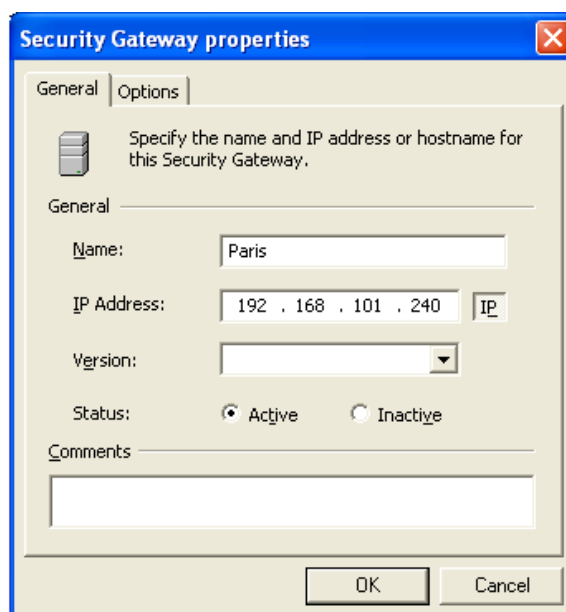 Security Gateway properties
General Options
Specify the name and IP address or hostname for
this Security Gateway.
General
Name: Paris
IP Address: 192 . 168 . 101 . 240 IP
Version:
Status: Active Inactive
Comments
OK Cancel